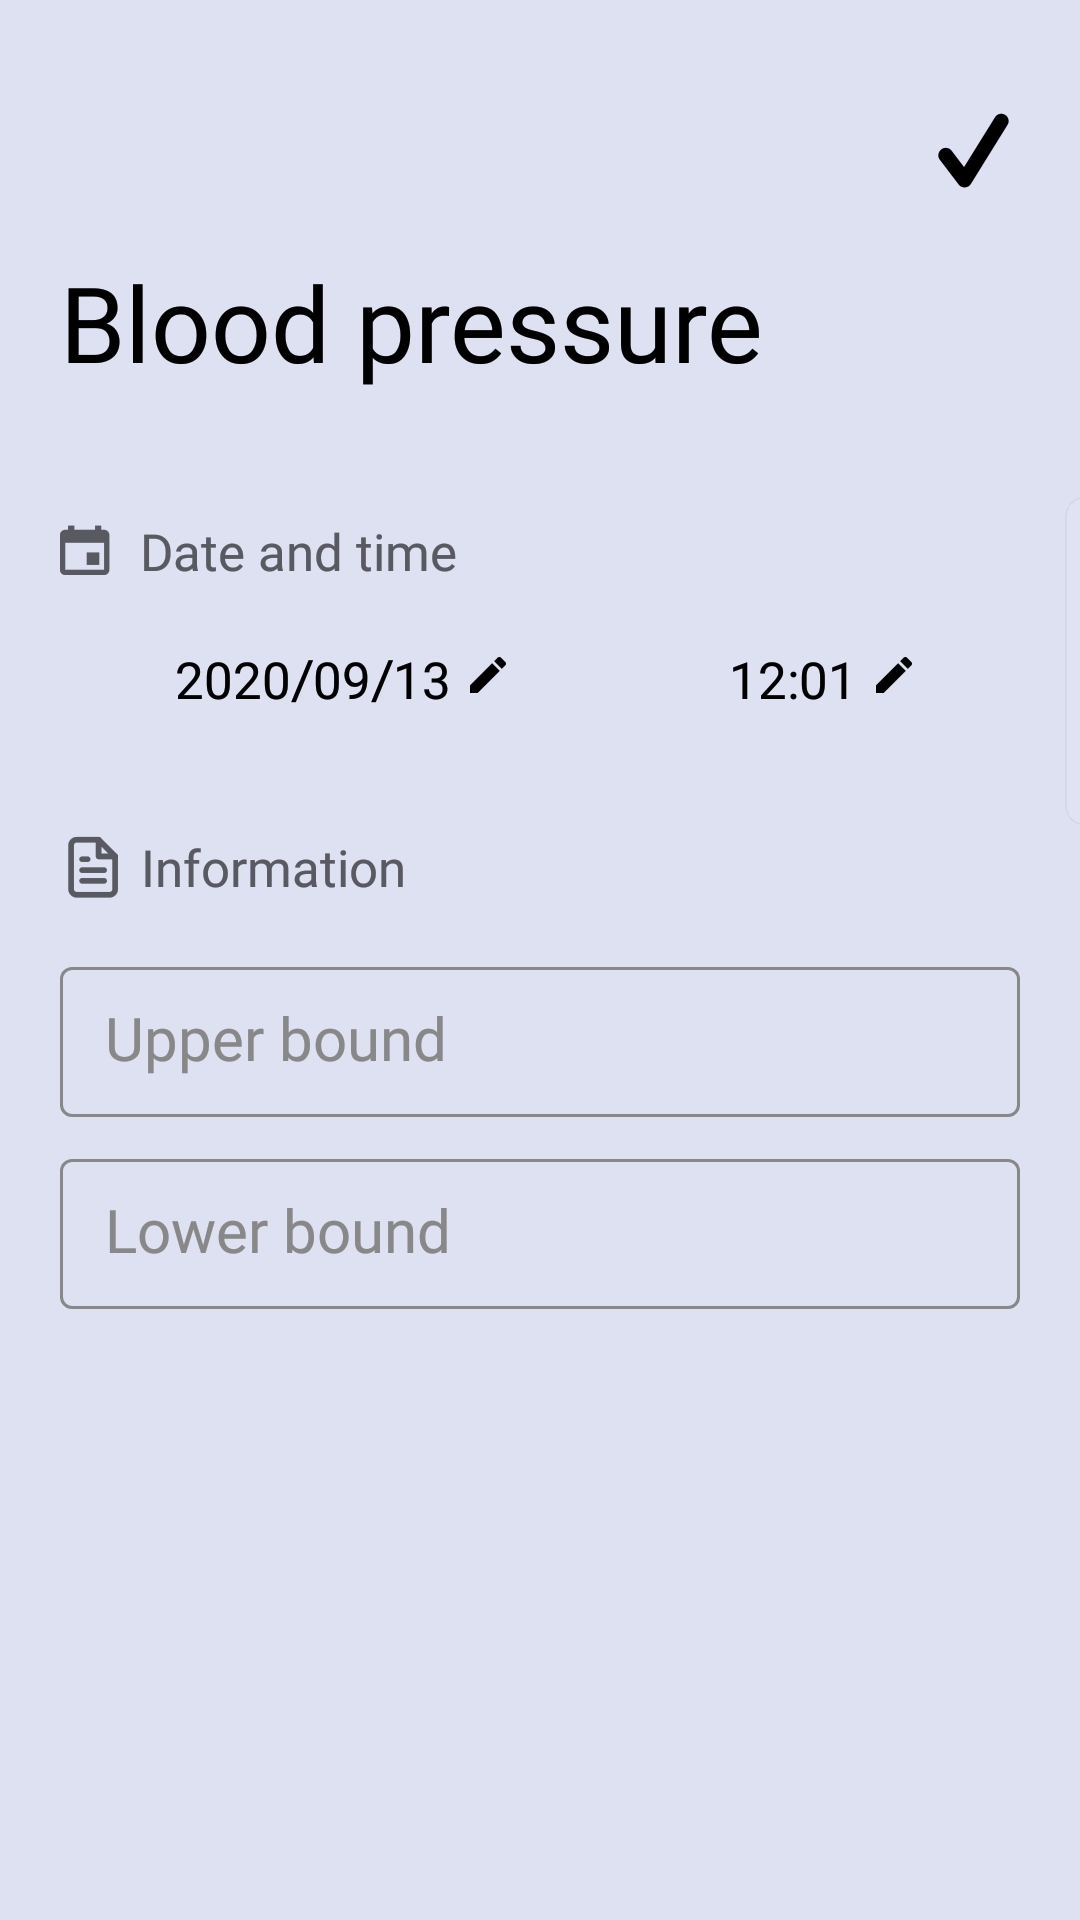 Blood pressure
Date and time
2020/09/13
12:01
Information
Upper bound
Lower bound